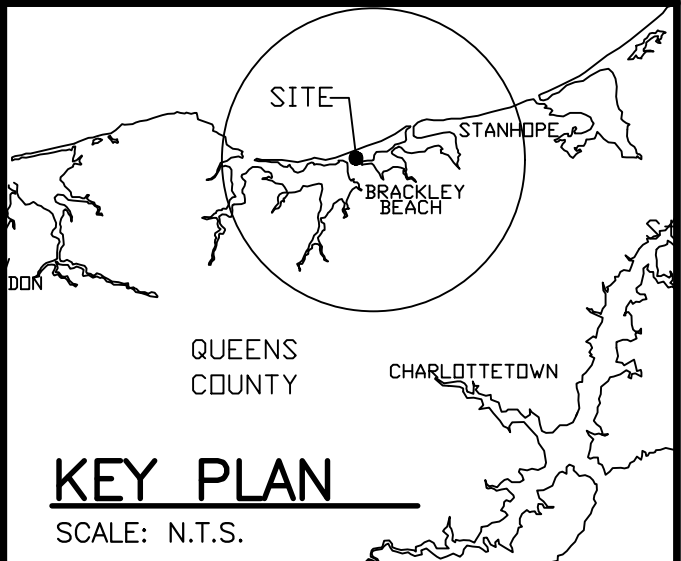 SITE
STANHOPE
BRACKLEY
BEACH
DON
QUEENS
COUNTY
CHARLOTTETOWN
KEY PLAN
SCALE: N.T.S.